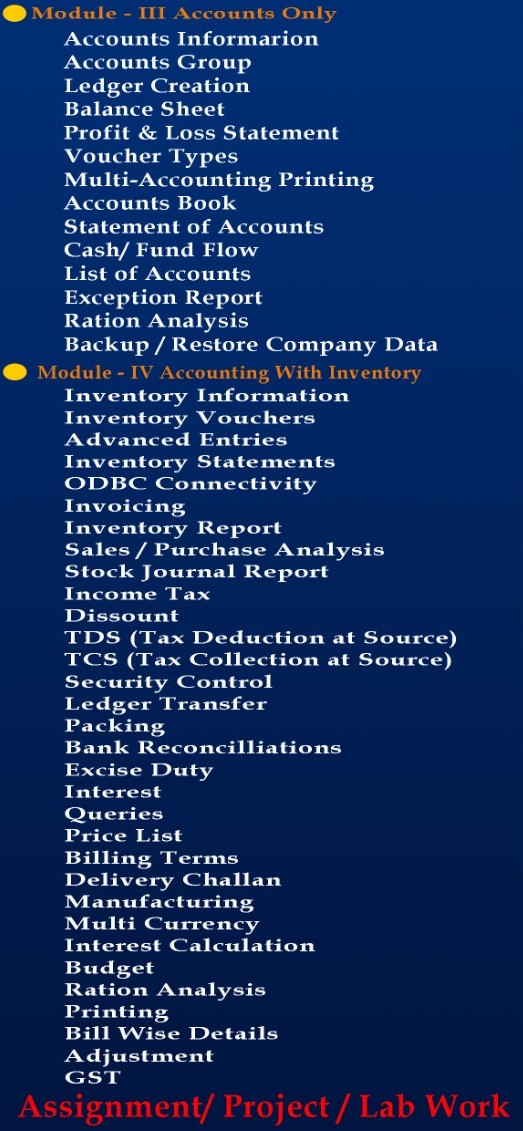 Module - III Accounts Only
Accounts Informarion
Accounts Group
Ledger Creation
Balance Sheet
Profit & Loss Statement
Voucher Types
Multi-Accounting Printing
Accounts Book
Statement of Accounts
Cash/ Fund Flow
List of Accounts
Exception Report
Ration Analysis
Backup / Restore Company Data
Module - IV Accounting With Inventory
Inventory Information
Inventory Vouchers
Advanced Entries
Inventory Statements
ODBC Connectivity
Invoicing
Inventory Report
Sales / Purchase Analysis
Stock Journal Report
Income Tax
Dissount
TDS (Tax Deduction at Source)
TCS (Tax Collection at Source)
Security Control
Ledger Transfer
Packing
Bank Reconcilliations
Excise Duty
Interest
Queries
Price List
Billing Terms
Delivery Challan
Manufacturing
Multi Currency
Interest Calculation
Budget
Ration Analysis
Printing
Bill Wise Details
Adjustment
GST
Assignment/ Project / Lab Work